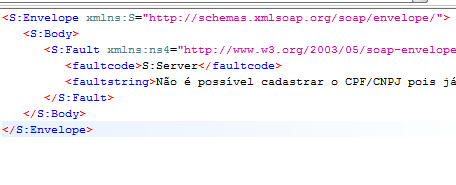 <S:Envelope xmlns:S="http://schemas.xmlsoap.org/soap/envelope/">
<S:Body>
<S:Fault xmlns:ns4="http://www.w3.org/2003/05/soap-envelope
<faultcode>S:Server</faultcode>
<faultstring>Não é possível cadastrar o CPF/CNPJ pois já
</S:Fault>
</S:Body>
</S:Envelope>